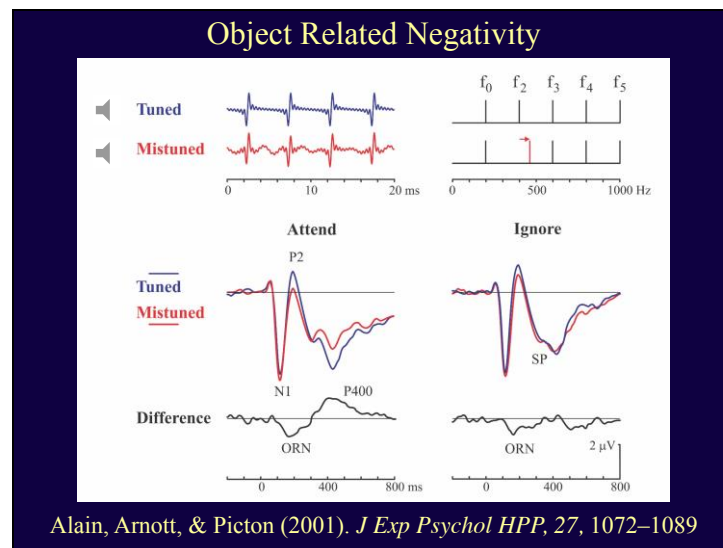 Object Related Negativity
Tuned
Mistuned
0 10 20 ms
f₀ f₂ f₃ f₄ f₅
0 500 1000 Hz
Attend
Ignore
Tuned
Mistuned
P2
N1
P400
SP
Difference
ORN
ORN
2 μV
0 400 800 ms
0 400 800
Alain, Arnott, & Picton (2001). J Exp Psychol HPP, 27, 1072–1089